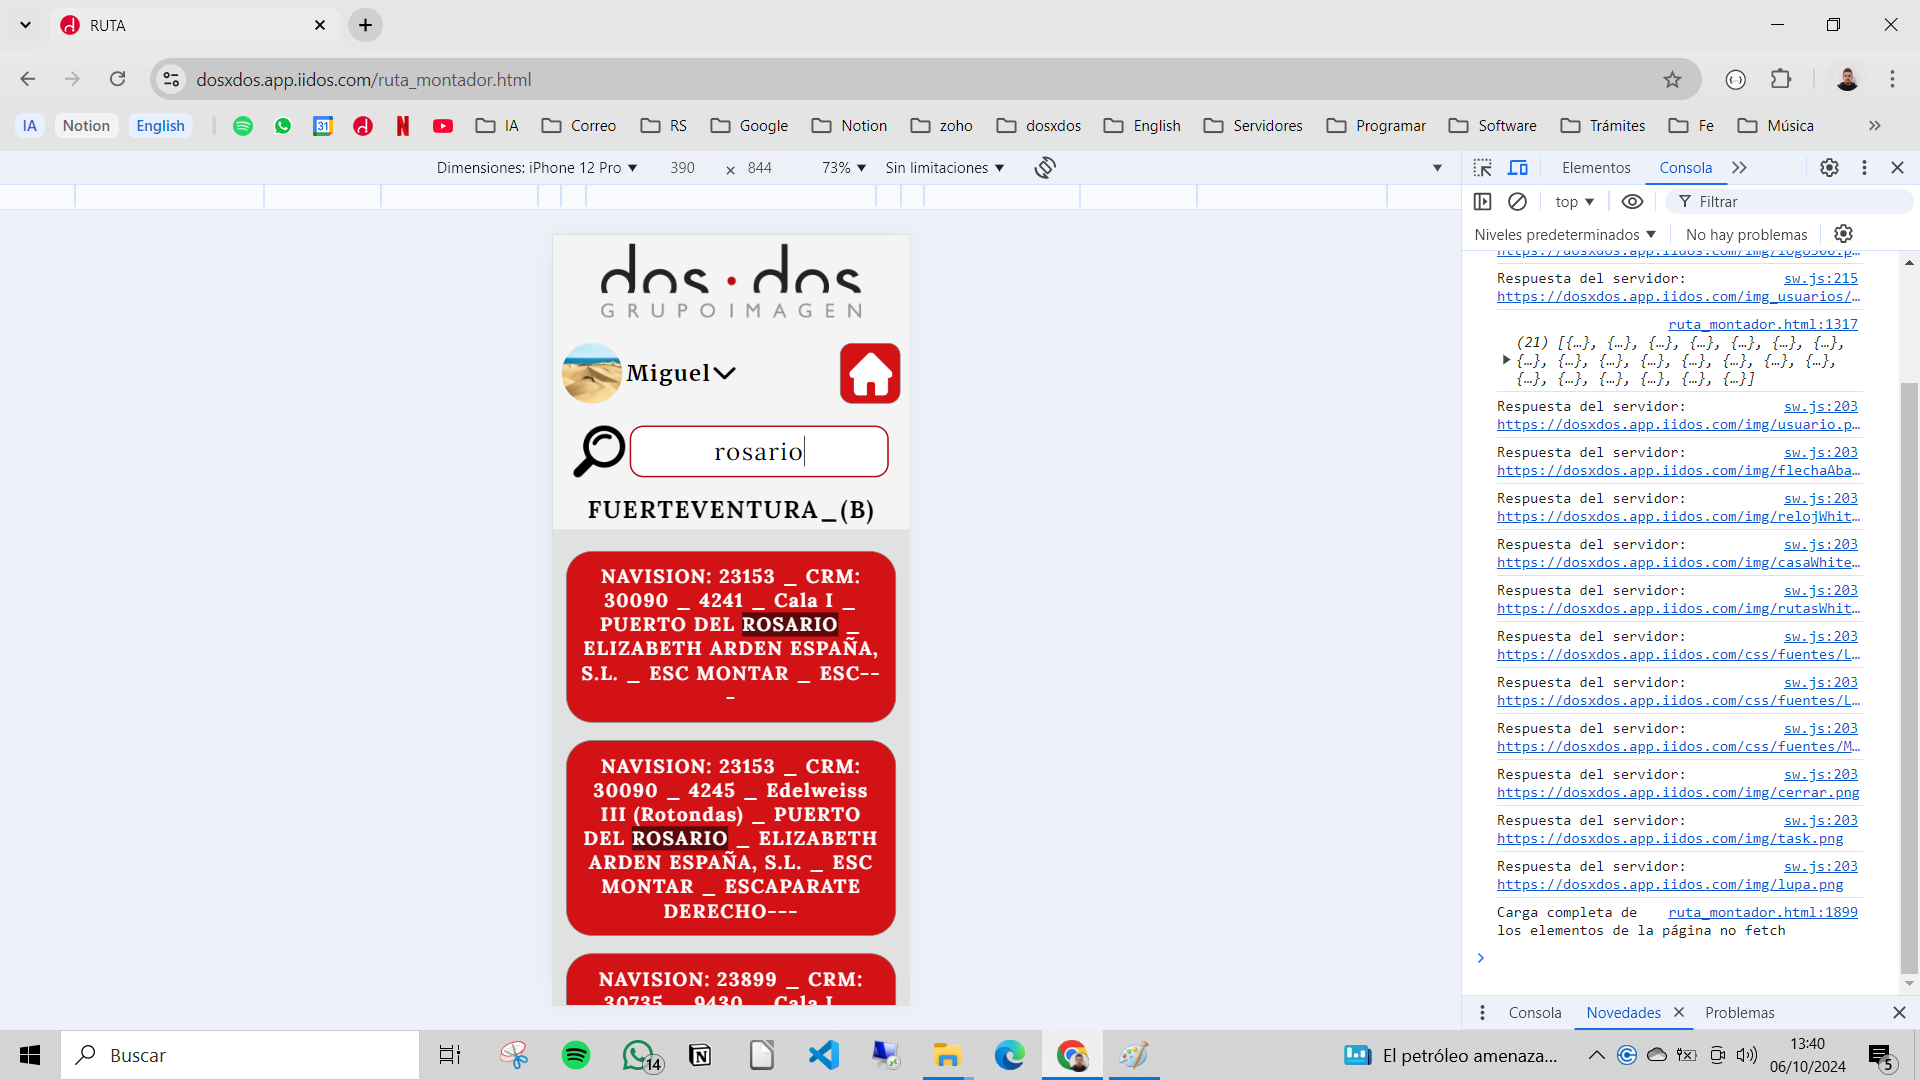 RUTA
dosxdos.app.iidos.com/ruta_montador.html
IA Notion English IA Correo RS Google Notion zoho dosxdos English Servidores Programar Software Trámites Fe Música
Dimensiones: iPhone 12 Pro 390 × 844 73% Sin limitaciones
Elementos Consola
top Filtrar
Niveles predeterminados No hay problemas
dos·dos
GRUPOIMAGEN
Miguel
rosario
FUERTEVENTURA_(B)
NAVISION: 23153 _ CRM:
30090 _ 4241 _ Cala I _
PUERTO DEL ROSARIO _
ELIZABETH ARDEN ESPAÑA,
S.L. _ ESC MONTAR _ ESC--
-
NAVISION: 23153 _ CRM:
30090 _ 4245 _ Edelweiss
III (Rotondas) _ PUERTO
DEL ROSARIO _ ELIZABETH
ARDEN ESPAÑA, S.L. _ ESC
MONTAR _ ESCAPARATE
DERECHO---
NAVISION: 23899 _ CRM:
30735 _ 9430 _ Cala I _
https://dosxdos.app.iidos.com/img/logo300.p…
Respuesta del servidor: sw.js:215
https://dosxdos.app.iidos.com/img_usuarios/…
ruta_montador.html:1317
(21) [{…}, {…}, {…}, {…}, {…}, {…}, {…},
{…}, {…}, {…}, {…}, {…}, {…}, {…}, {…},
{…}, {…}, {…}, {…}, {…}, {…}]
Respuesta del servidor: sw.js:203
https://dosxdos.app.iidos.com/img/usuario.p…
Respuesta del servidor: sw.js:203
https://dosxdos.app.iidos.com/img/flechaAba…
Respuesta del servidor: sw.js:203
https://dosxdos.app.iidos.com/img/relojWhit…
Respuesta del servidor: sw.js:203
https://dosxdos.app.iidos.com/img/casaWhite…
Respuesta del servidor: sw.js:203
https://dosxdos.app.iidos.com/img/rutasWhit…
Respuesta del servidor: sw.js:203
https://dosxdos.app.iidos.com/css/fuentes/L…
Respuesta del servidor: sw.js:203
https://dosxdos.app.iidos.com/css/fuentes/L…
Respuesta del servidor: sw.js:203
https://dosxdos.app.iidos.com/css/fuentes/M…
Respuesta del servidor: sw.js:203
https://dosxdos.app.iidos.com/img/cerrar.png
Respuesta del servidor: sw.js:203
https://dosxdos.app.iidos.com/img/task.png
Respuesta del servidor: sw.js:203
https://dosxdos.app.iidos.com/img/lupa.png
Carga completa de ruta_montador.html:1899
los elementos de la página no fetch
Consola Novedades Problemas
Buscar
14
El petróleo amenaza...
13:40
06/10/2024
5